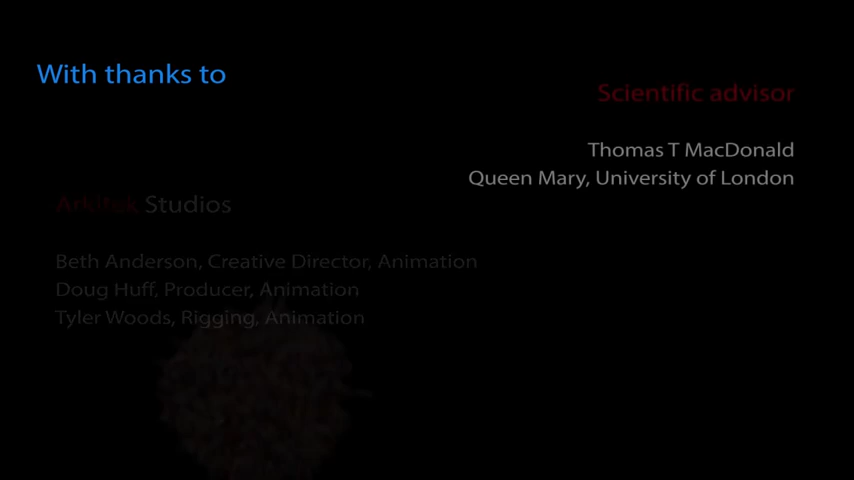 With thanks to
Scientific advisor
Thomas T MacDonald
Queen Mary, University of London
Arkitek Studios
Beth Anderson, Creative Director, Animation
Doug Huff, Producer, Animation
Tyler Woods, Rigging, Animation